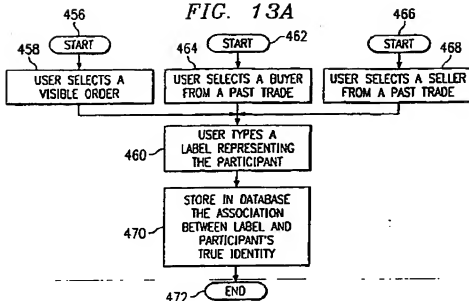 FIG. 13A
456
START
458
USER SELECTS A
VISIBLE ORDER
START
462
464
USER SELECTS A BUYER
FROM A PAST TRADE
466
START
468
USER SELECTS A SELLER
FROM A PAST TRADE
460
USER TYPES A
LABEL REPRESENTING
THE PARTICIPANT
470
STORE IN DATABASE
THE ASSOCIATION
BETWEEN LABEL AND
PARTICIPANT'S
TRUE IDENTITY
472
END